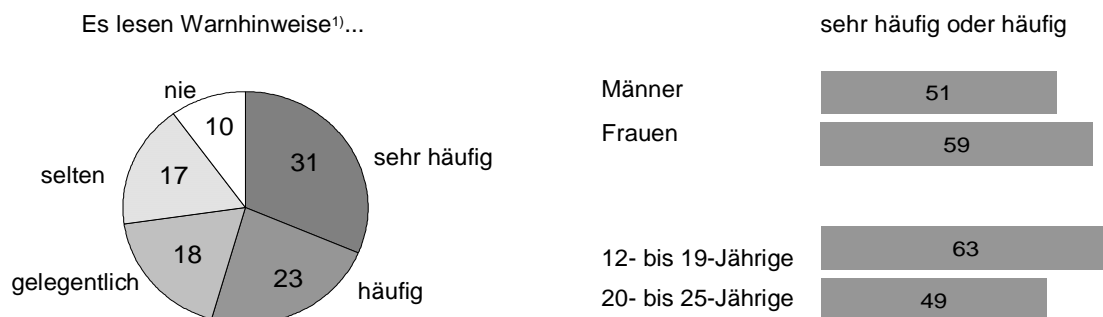 Es lesen Warnhinweise¹⁾...
nie
10
31
sehr häufig
selten
17
18
gelegentlich
23
häufig
sehr häufig oder häufig
Männer
51
Frauen
59
12- bis 19-Jährige
63
20- bis 25-Jährige
49